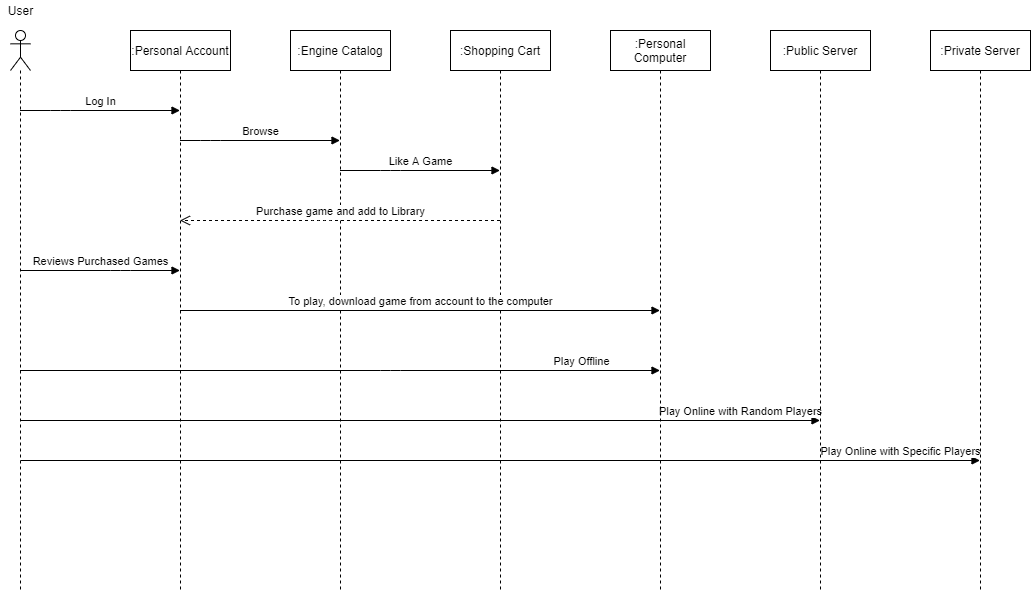 User
:Personal Account
:Engine Catalog
:Shopping Cart
:Personal
Computer
:Public Server
:Private Server
Log In
Browse
Like A Game
Purchase game and add to Library
Reviews Purchased Games
To play, download game from account to the computer
Play Offline
Play Online with Random Players
Play Online with Specific Players